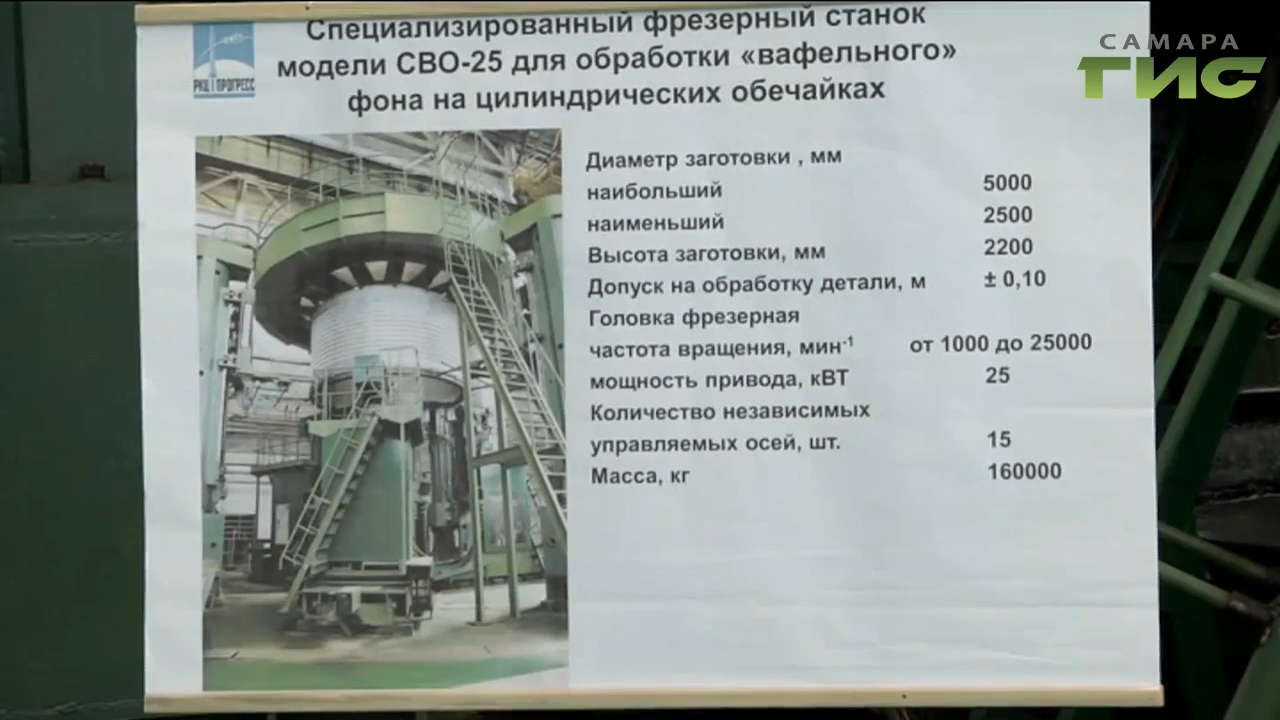 Специализированный фрезерный станок
модели СВО-25 для обработки «вафельного»
фона на цилиндрических обечайках
РКЦ ПРОГРЕСС
САМАРА
ГИС
Диаметр заготовки , мм
наибольший 5000
наименьший 2500
Высота заготовки, мм 2200
Допуск на обработку детали, м ± 0,10
Головка фрезерная
частота вращения, мин-1 от 1000 до 25000
мощность привода, кВТ 25
Количество независимых
управляемых осей, шт. 15
Масса, кг 160000